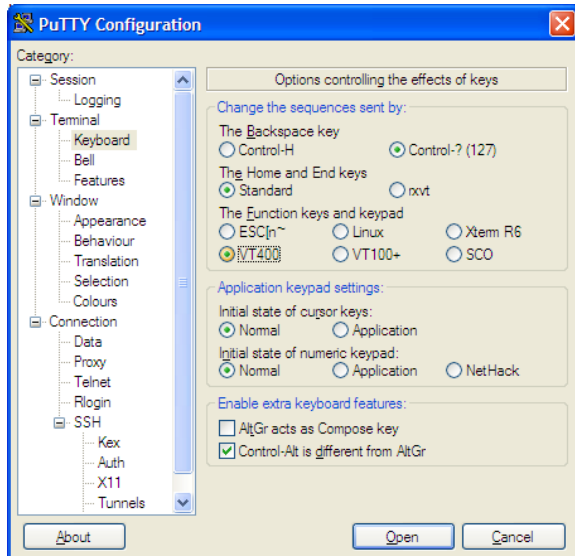 PuTTY Configuration
Category:
Session
Logging
Terminal
Keyboard
Bell
Features
Window
Appearance
Behaviour
Translation
Selection
Colours
Connection
Data
Proxy
Telnet
Rlogin
SSH
Kex
Auth
X11
Tunnels
Options controlling the effects of keys
Change the sequences sent by:
The Backspace key
Control-H Control-? (127)
The Home and End keys
Standard rxvt
The Function keys and keypad
ESC[n~ Linux Xterm R6
VT400 VT100+ SCO
Application keypad settings:
Initial state of cursor keys:
Normal Application
Initial state of numeric keypad:
Normal Application NetHack
Enable extra keyboard features:
AltGr acts as Compose key
Control-Alt is different from AltGr
About Open Cancel